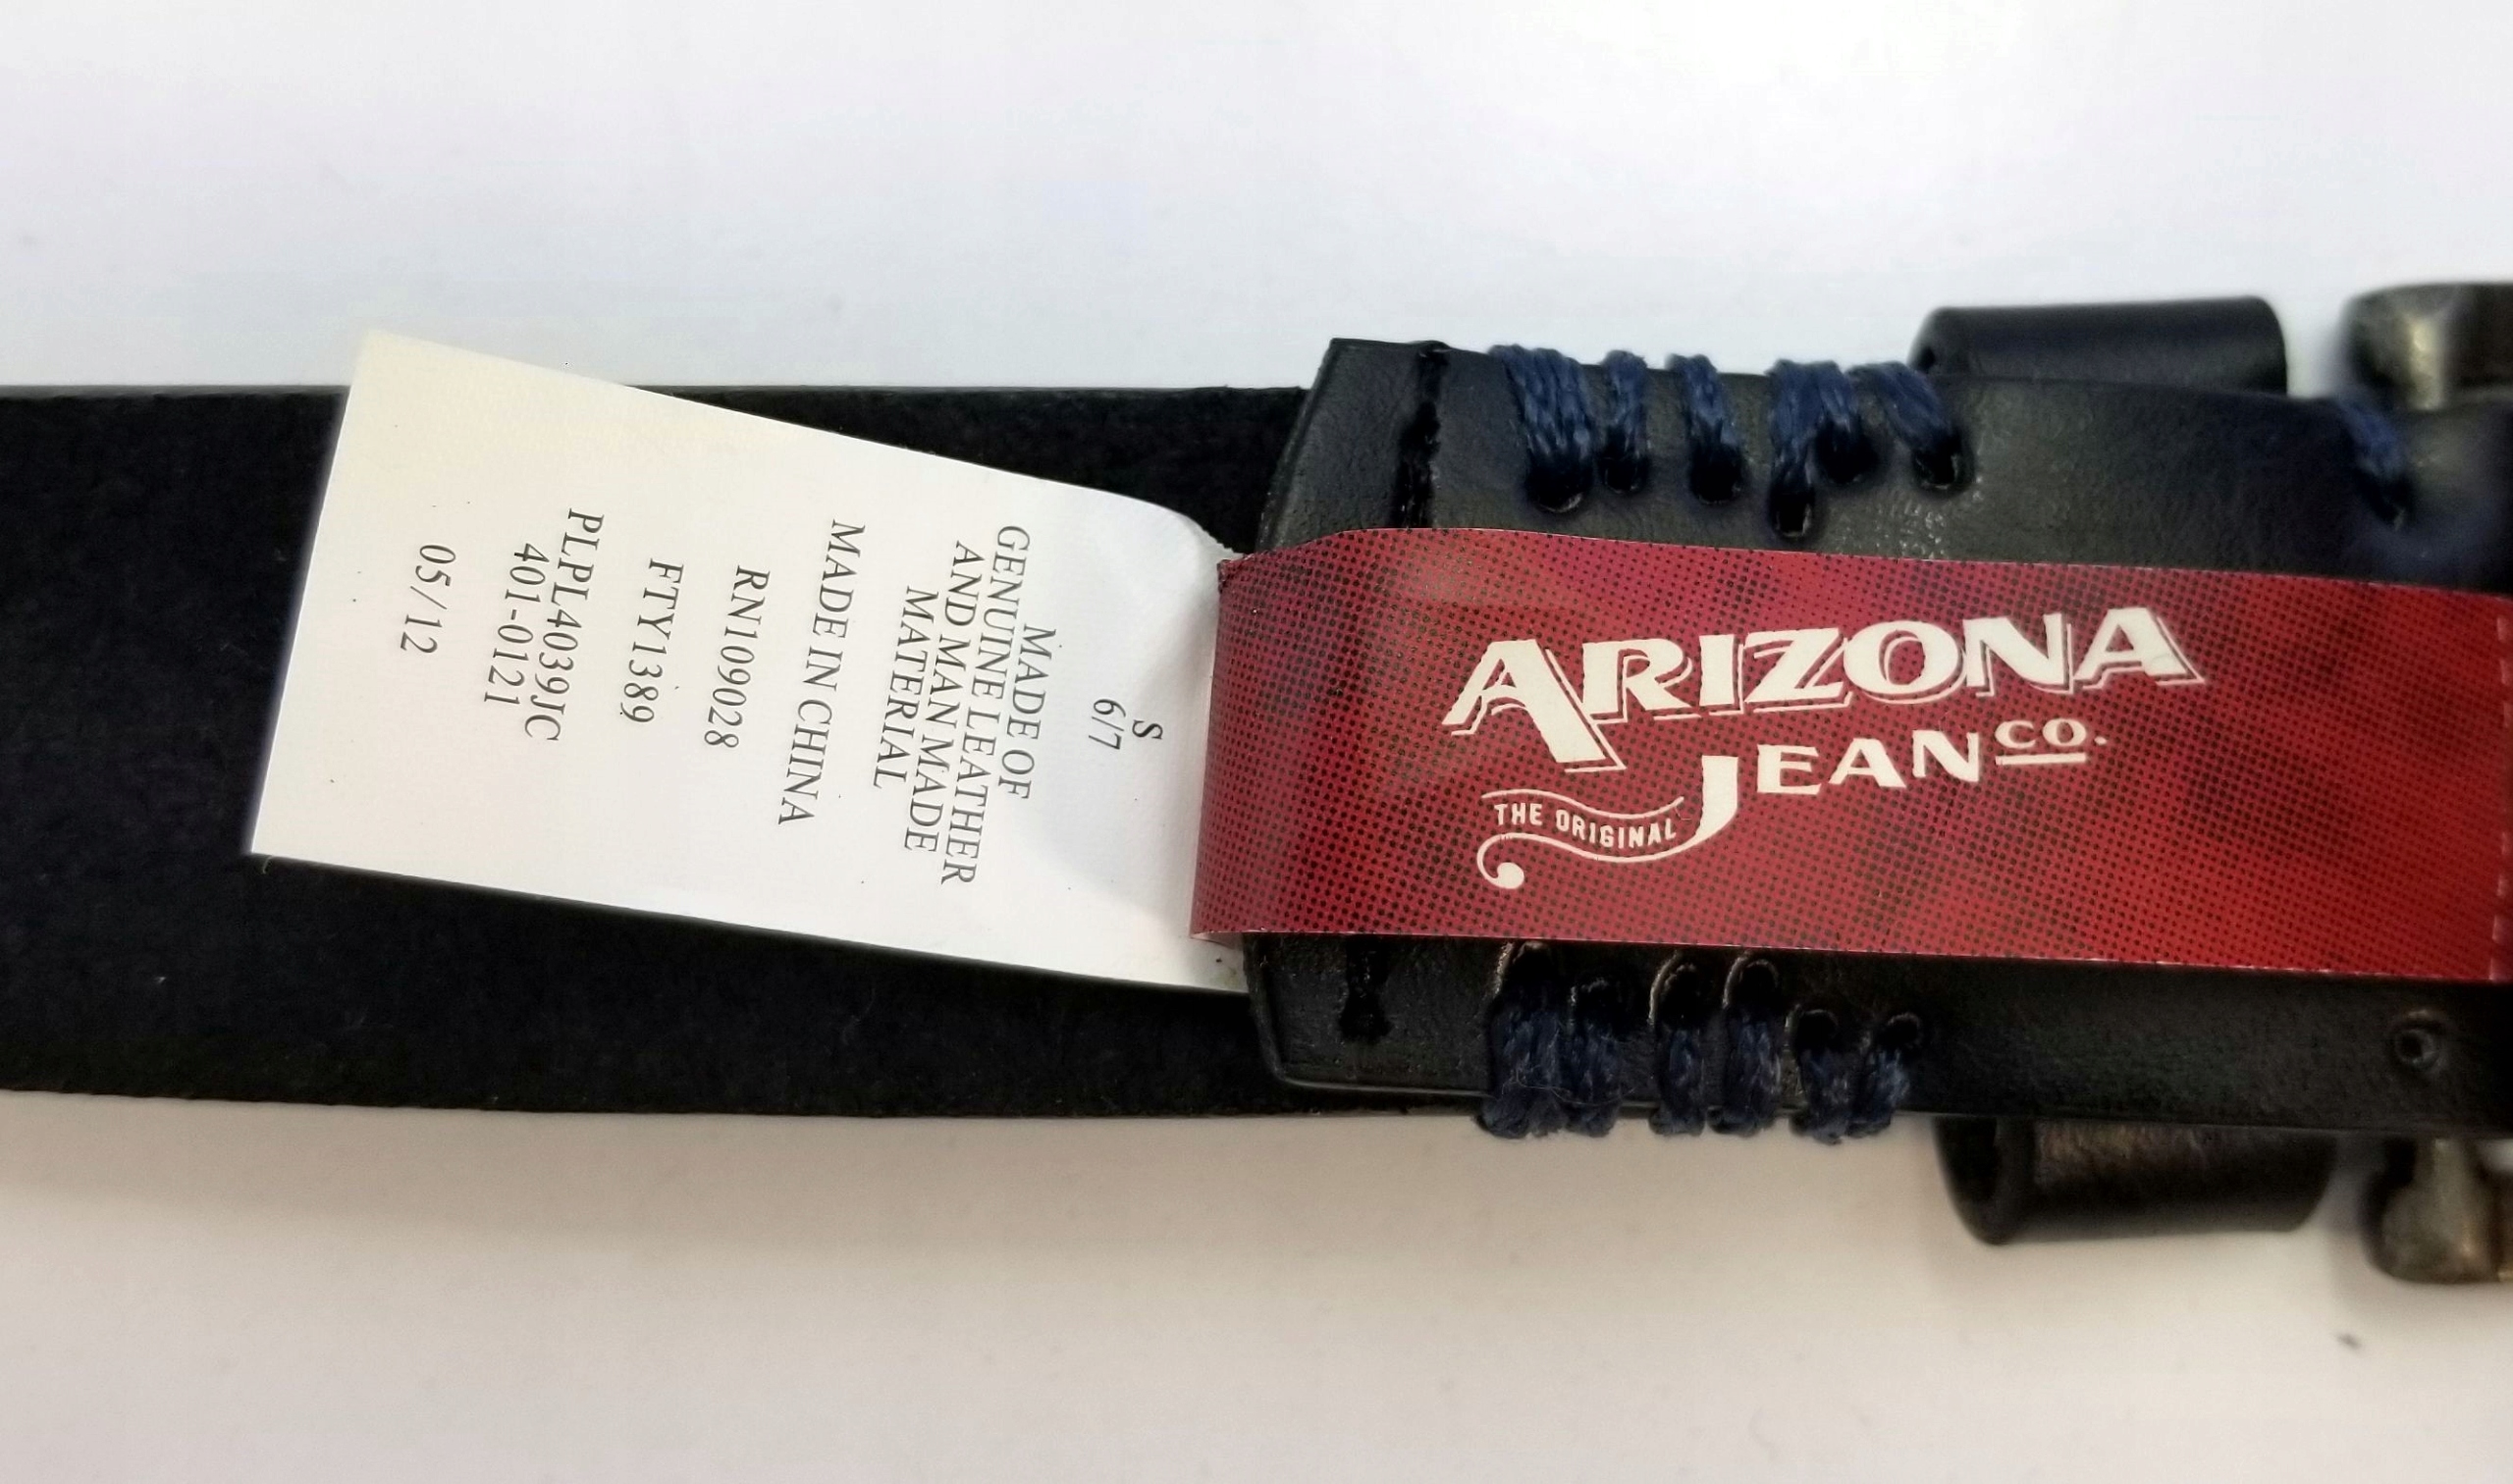 S
6/7
MADE OF
GENUINE LEATHER
AND MAN MADE
MATERIAL
MADE IN CHINA
RN109028
FTY1389
PLPL4039JC
401-0121
05/12
ARIZONA
JEAN CO.
THE ORIGINAL